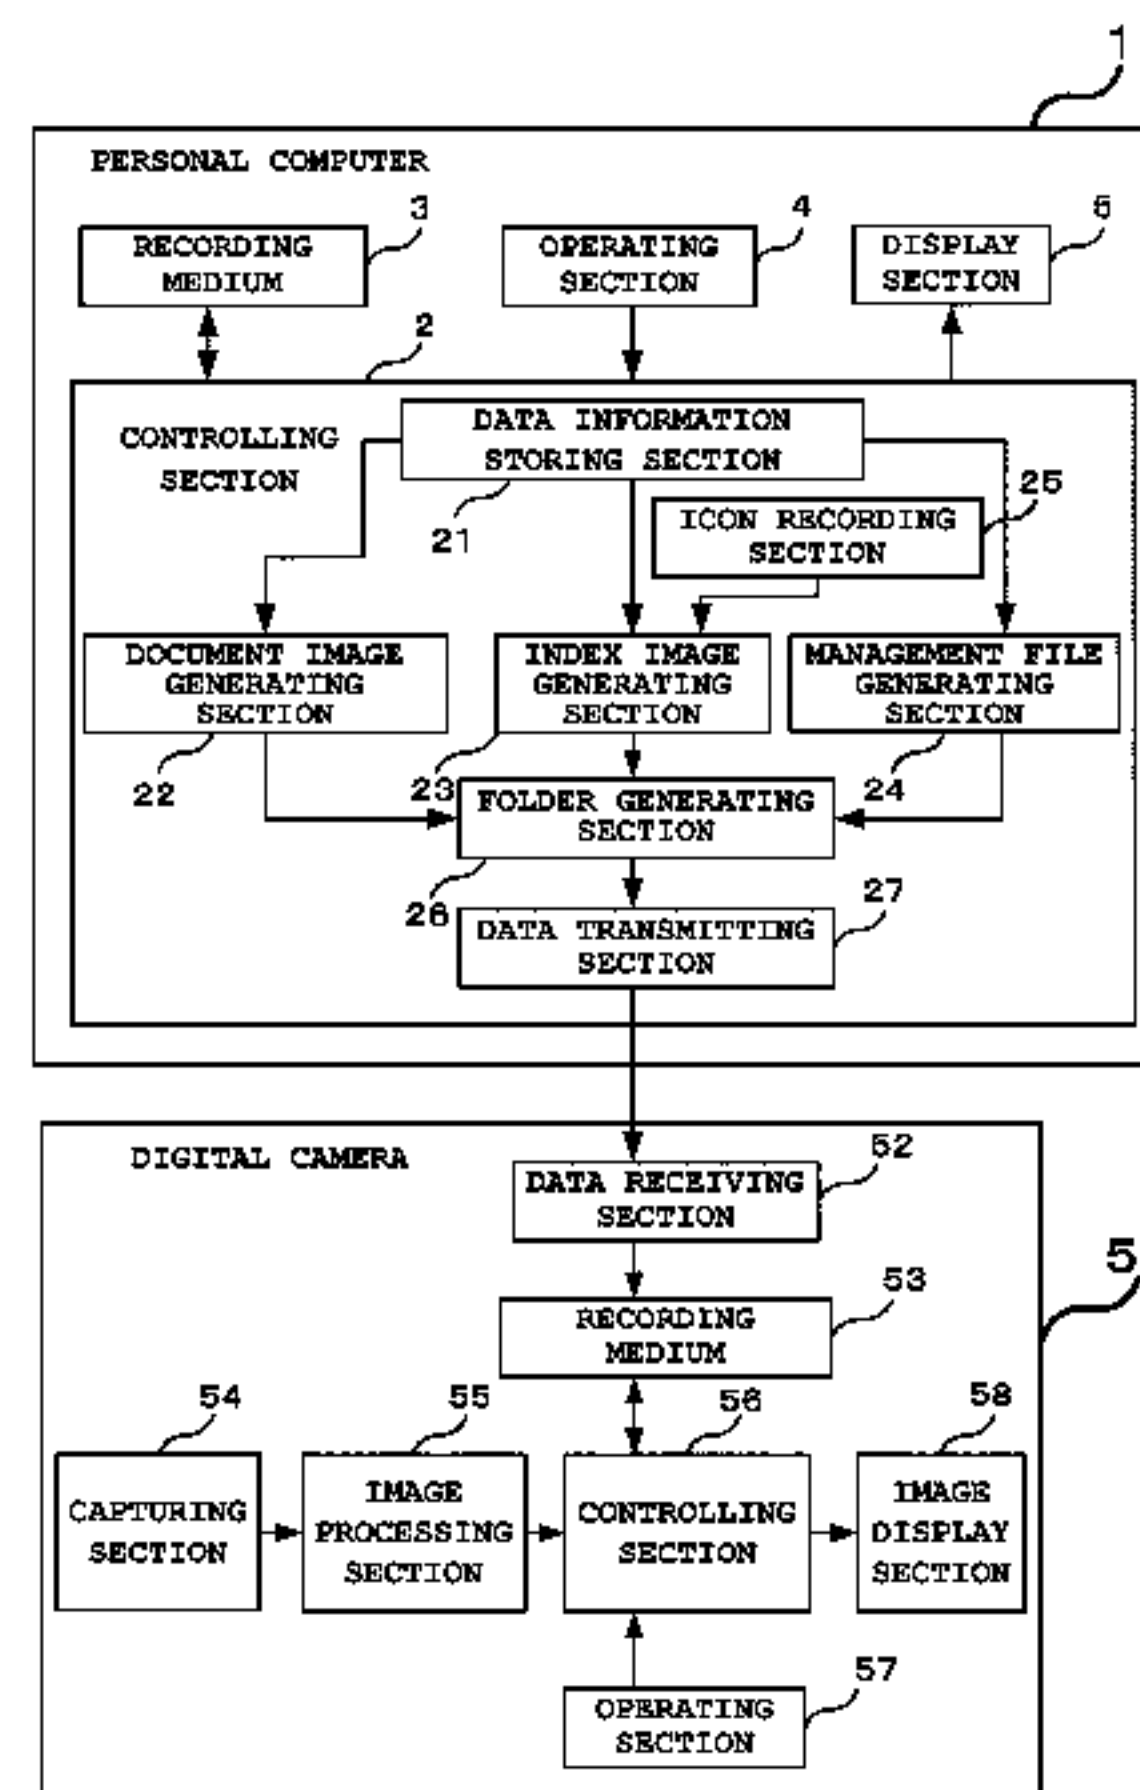 1
PERSONAL COMPUTER
3
4
6
RECORDING
MEDIUM
OPERATING
SECTION
DISPLAY
SECTION
2
CONTROLLING
SECTION
DATA INFORMATION
STORING SECTION
21
25
ICON RECORDING
SECTION
DOCUMENT IMAGE
GENERATING
SECTION
INDEX IMAGE
GENERATING
SECTION
MANAGEMENT FILE
GENERATING
SECTION
22
23
24
FOLDER GENERATING
SECTION
26
27
DATA TRANSMITTING
SECTION
DIGITAL CAMERA
52
DATA RECEIVING
SECTION
5
53
RECORDING
MEDIUM
54
55
56
58
CAPTURING
SECTION
IMAGE
PROCESSING
SECTION
CONTROLLING
SECTION
IMAGE
DISPLAY
SECTION
57
OPERATING
SECTION